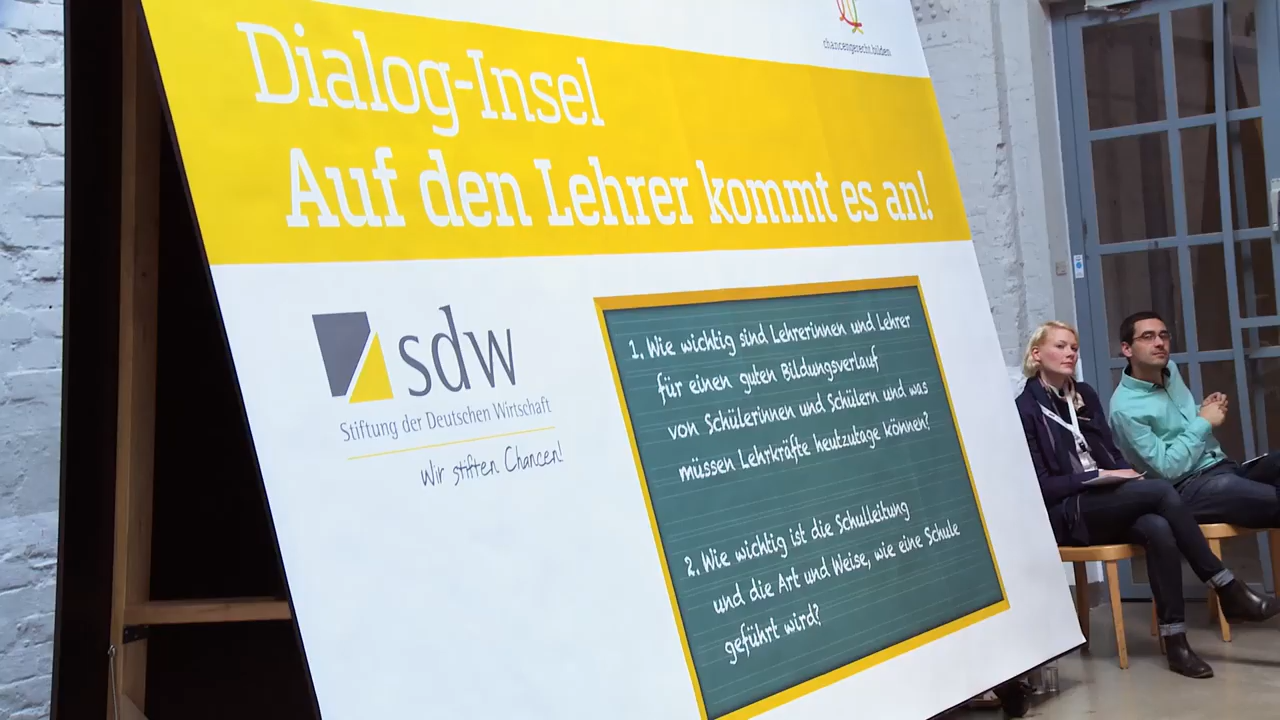 chancengerecht.bilden
Dialog-Insel
Auf den Lehrer kommt es an!
sdw
Stiftung der Deutschen Wirtschaft
Wir stiften Chancen!
1. Wie wichtig sind Lehrerinnen und Lehrer
für einen guten Bildungsverlauf
von Schülerinnen und Schülern und was
müssen Lehrkräfte heutzutage können?
2. Wie wichtig ist die Schulleitung
und die Art und Weise, wie eine Schule
geführt wird?